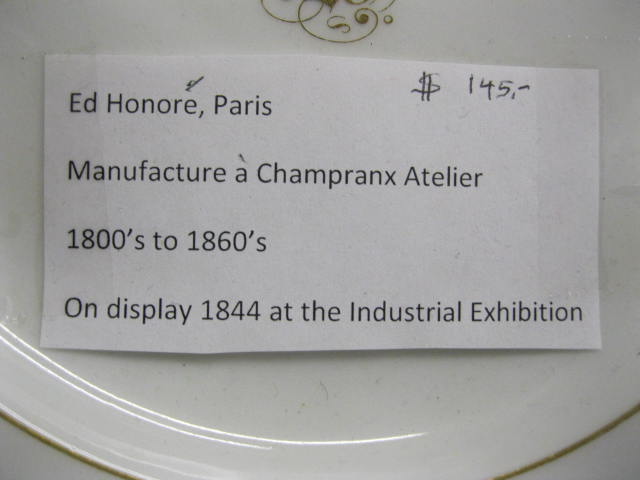 Ed Honoré, Paris $ 145,-
Manufacture à Champranx Atelier
1800's to 1860's
On display 1844 at the Industrial Exhibition